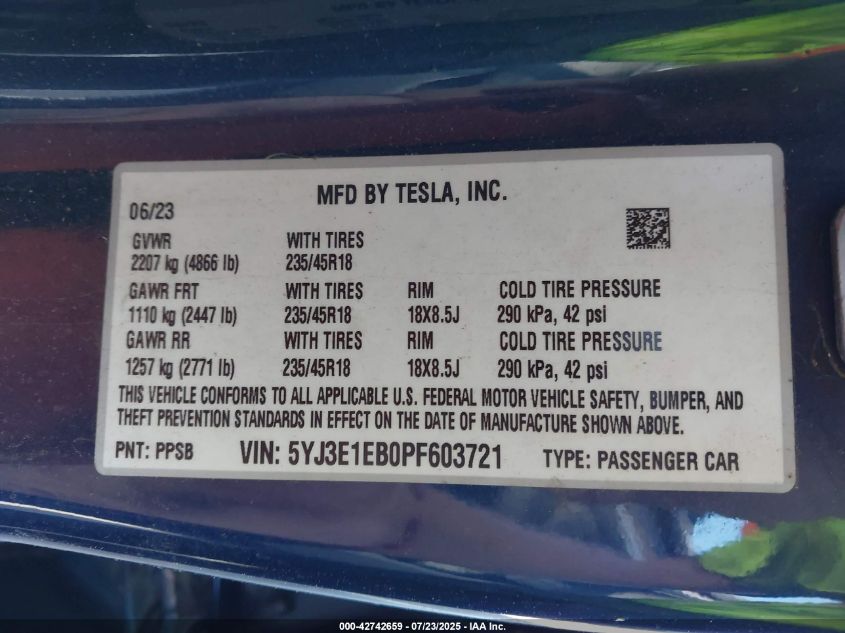 MFD BY TESLA, INC.
06/23
GVWR WITH TIRES
2207 kg (4866 lb) 235/45R18
GAWR FRT WITH TIRES RIM COLD TIRE PRESSURE
1110 kg (2447 lb) 235/45R18 18X8.5J 290 kPa, 42 psi
GAWR RR WITH TIRES RIM COLD TIRE PRESSURE
1257 kg (2771 lb) 235/45R18 18X8.5J 290 kPa, 42 psi
THIS VEHICLE CONFORMS TO ALL APPLICABLE U.S. FEDERAL MOTOR VEHICLE SAFETY, BUMPER, AND
THEFT PREVENTION STANDARDS IN EFFECT ON THE DATE OF MANUFACTURE SHOWN ABOVE.
PNT: PPSB VIN: 5YJ3E1EB0PF603721 TYPE: PASSENGER CAR
000-42742659 - 07/23/2025 - IAA Inc.